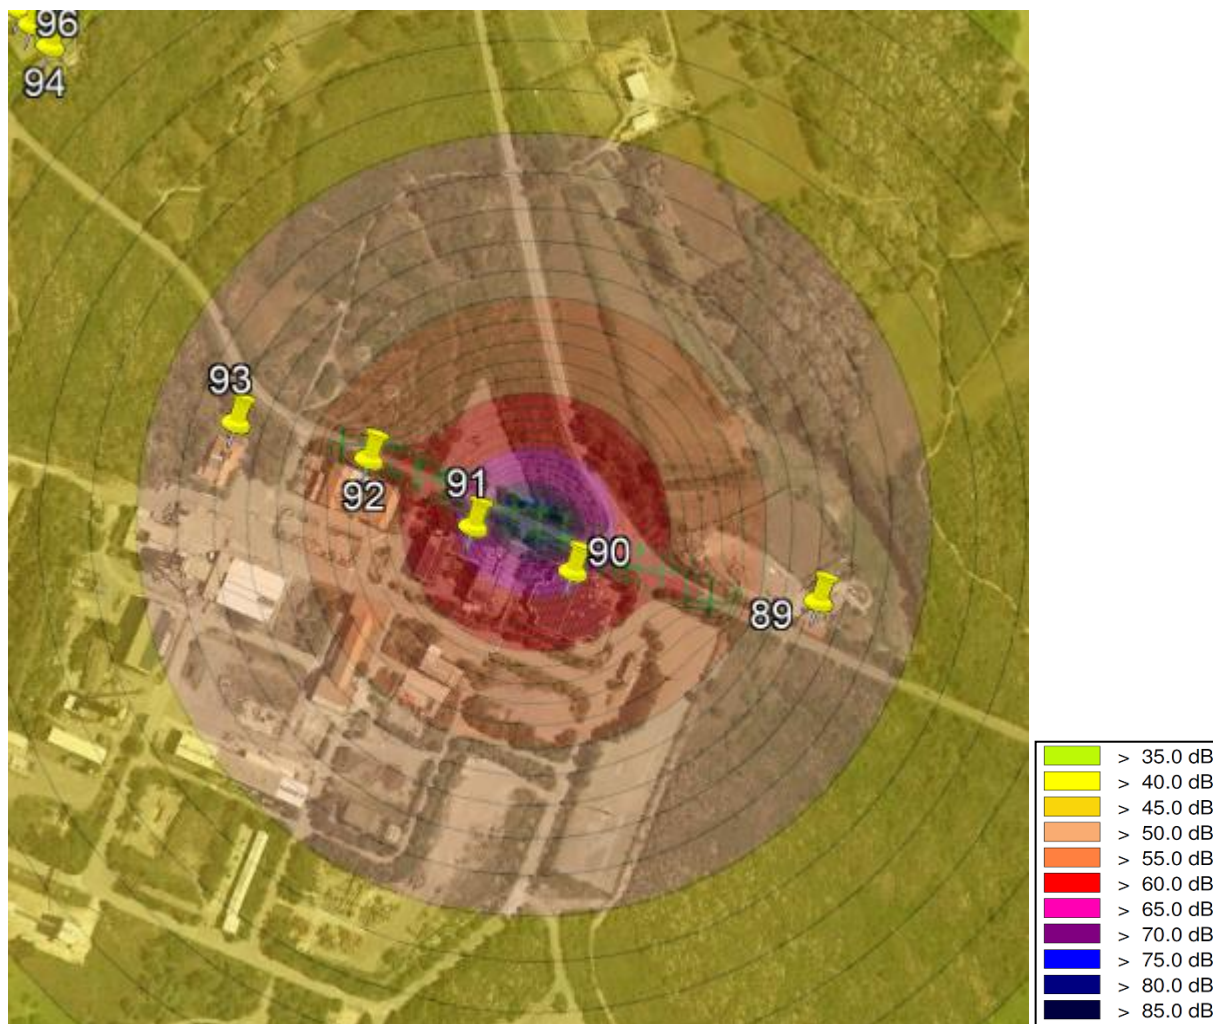 96
94
93
92
91
90
89
> 35.0 dB
> 40.0 dB
> 45.0 dB
> 50.0 dB
> 55.0 dB
> 60.0 dB
> 65.0 dB
> 70.0 dB
> 75.0 dB
> 80.0 dB
> 85.0 dB